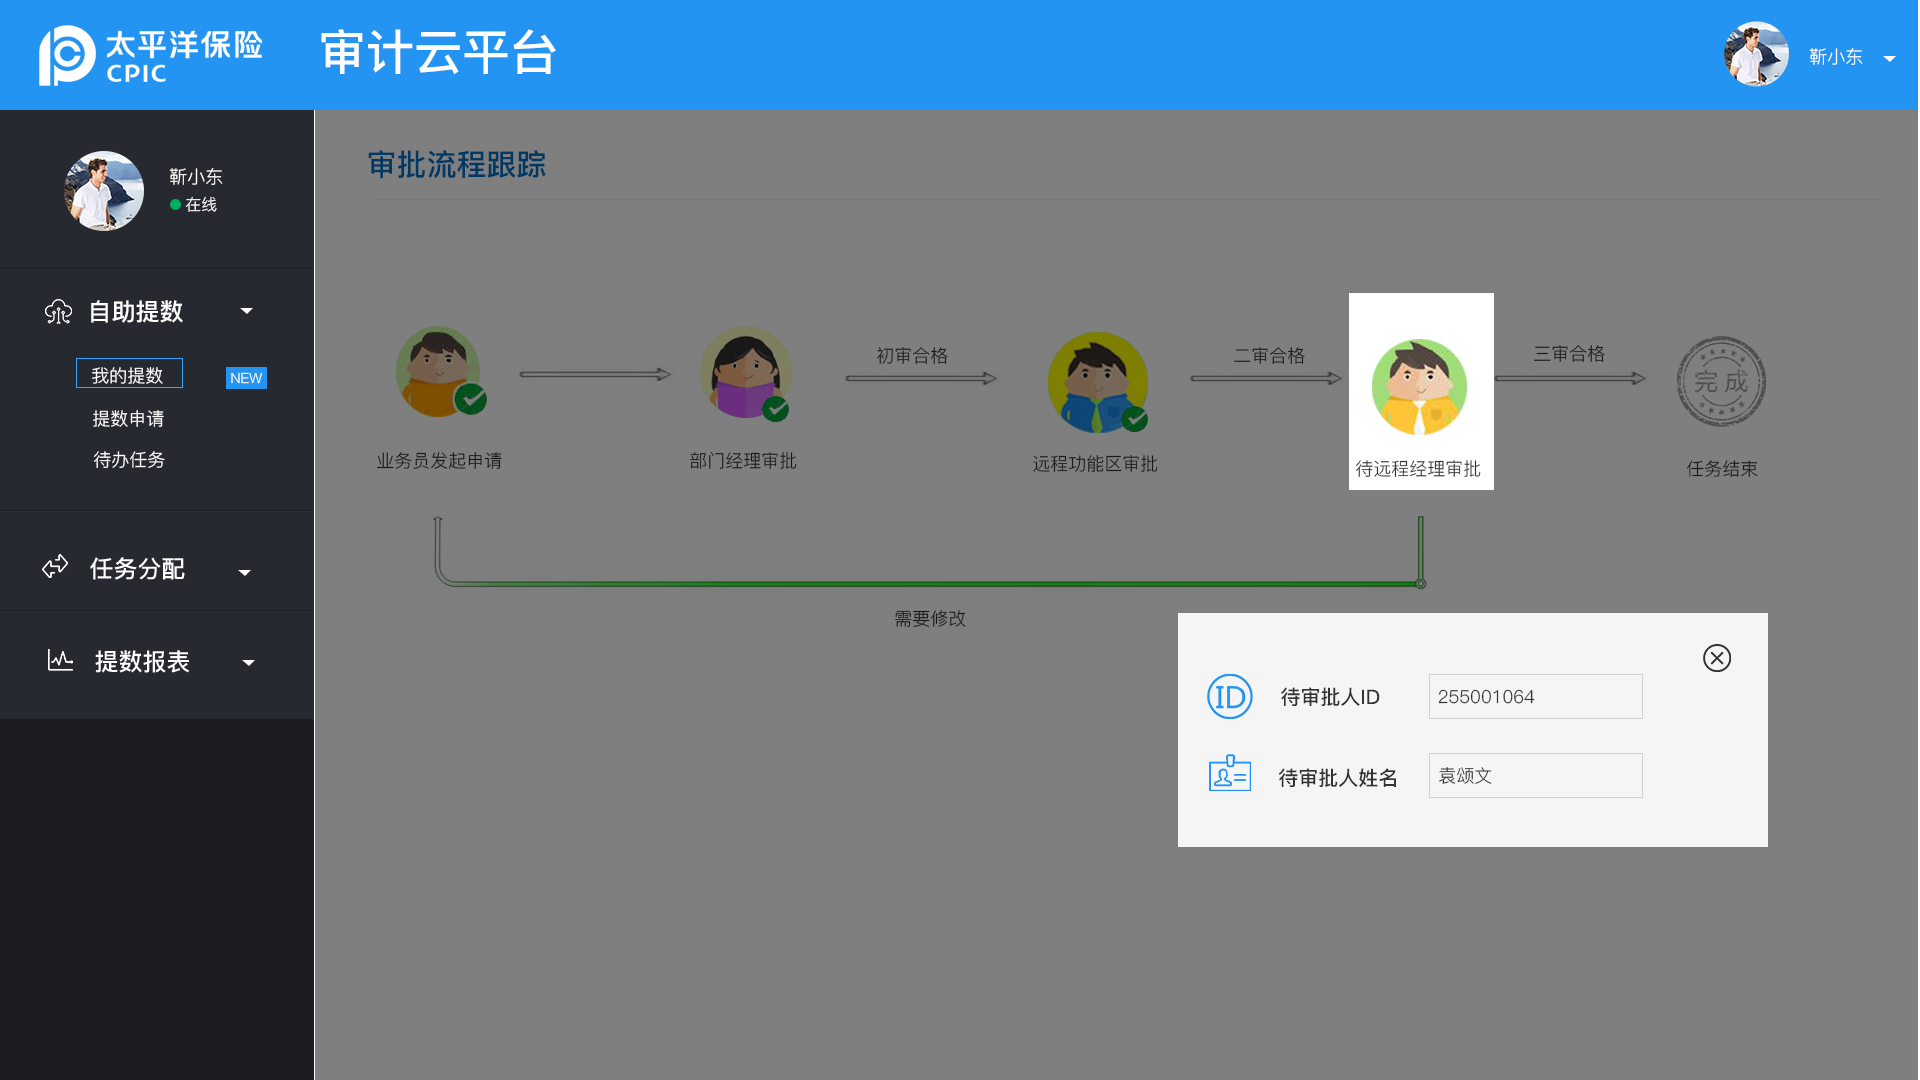 太平洋保险
CPIC
审计云平台
靳小东
靳小东
在线
自助提数
我的提数
NEW
提数申请
待办任务
任务分配
提数报表
审批流程跟踪
初审合格
二审合格
三审合格
完成
业务员发起申请
部门经理审批
远程功能区审批
待远程经理审批
任务结束
需要修改
ID
待审批人ID
255001064
待审批人姓名
袁颂文